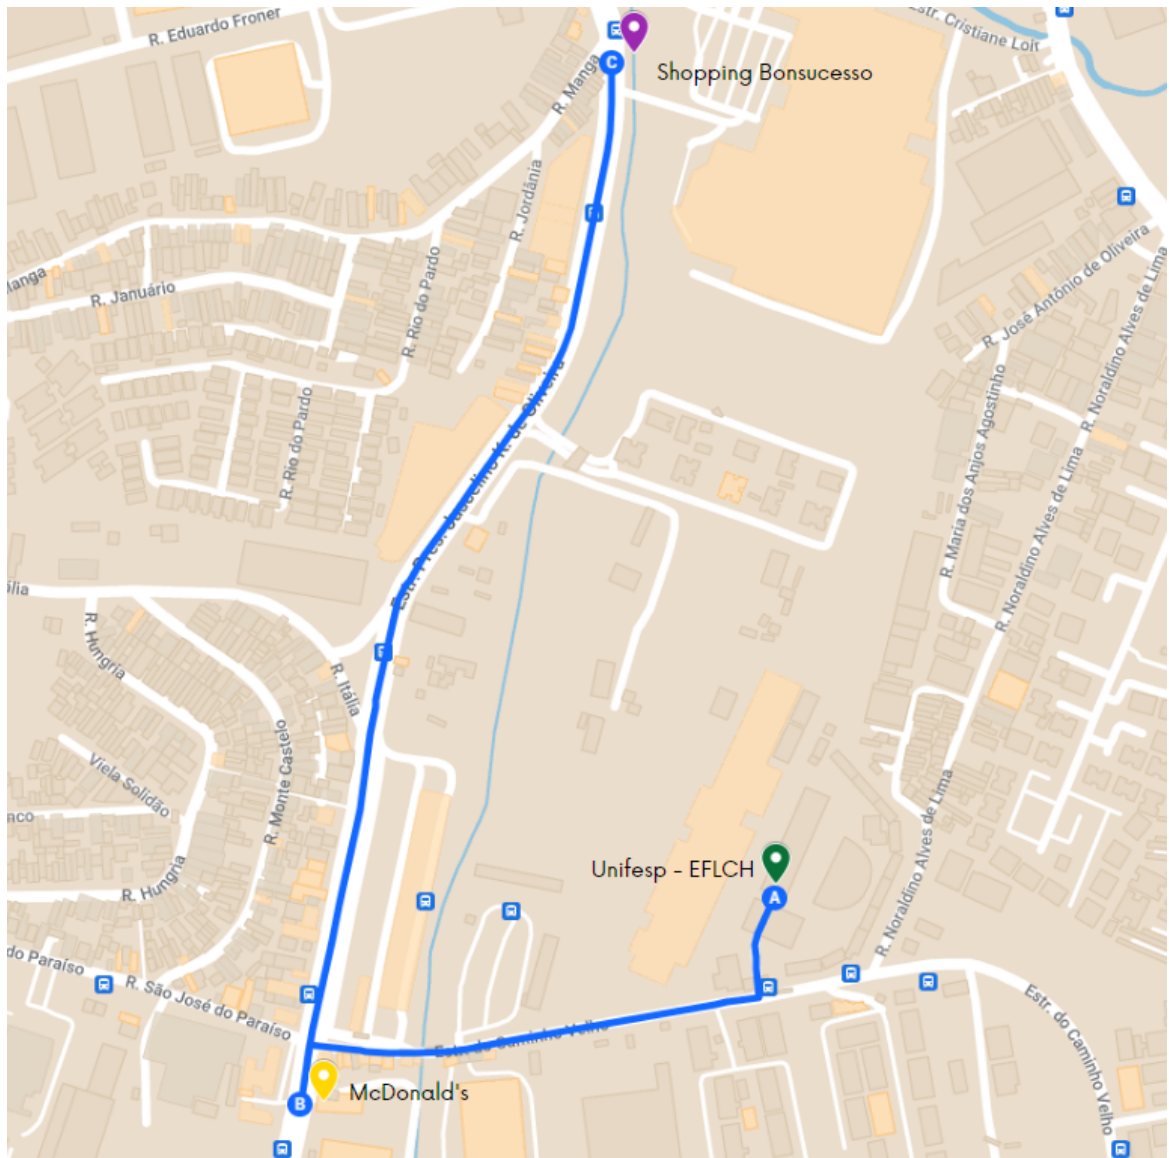 R. Eduardo Froner
Estr. Cristiane Loit
C
Shopping Bonsucesso
R. Manga
R. Jordânia
R. José Antônio de Oliveira
R. Noraldino Alves de Lima
Manga
R. Januário
R. Rio do Pardo
Estr. Pres. Juscelino K. de Oliveira
R. Maria dos Anjos Agostinho
R. Rio do Pardo
R. Noraldino Alves de Lima
ália
R. Hungria
R. Itália
R. Monte Castelo
Viela Solidão
nco
R. Noraldino Alves de Lima
Unifesp - EFLCH
A
R. Hungria
do Paraíso
R. São José do Paraíso
Estr. do Caminho Velho
Estr. do Caminho Velho
McDonald's
B